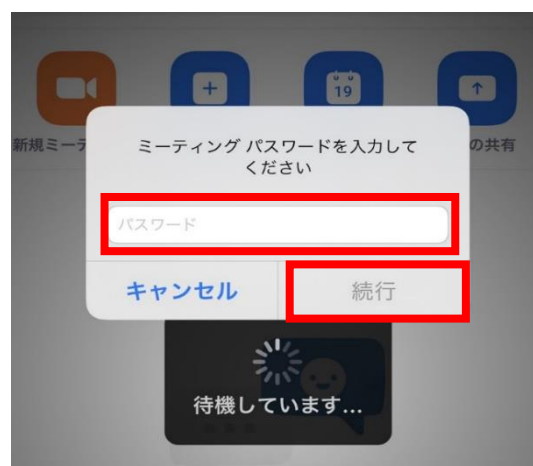 19
新規ミーテ
の共有
ミーティング パスワードを入力して
ください
パスワード
キャンセル
続行
待機しています...